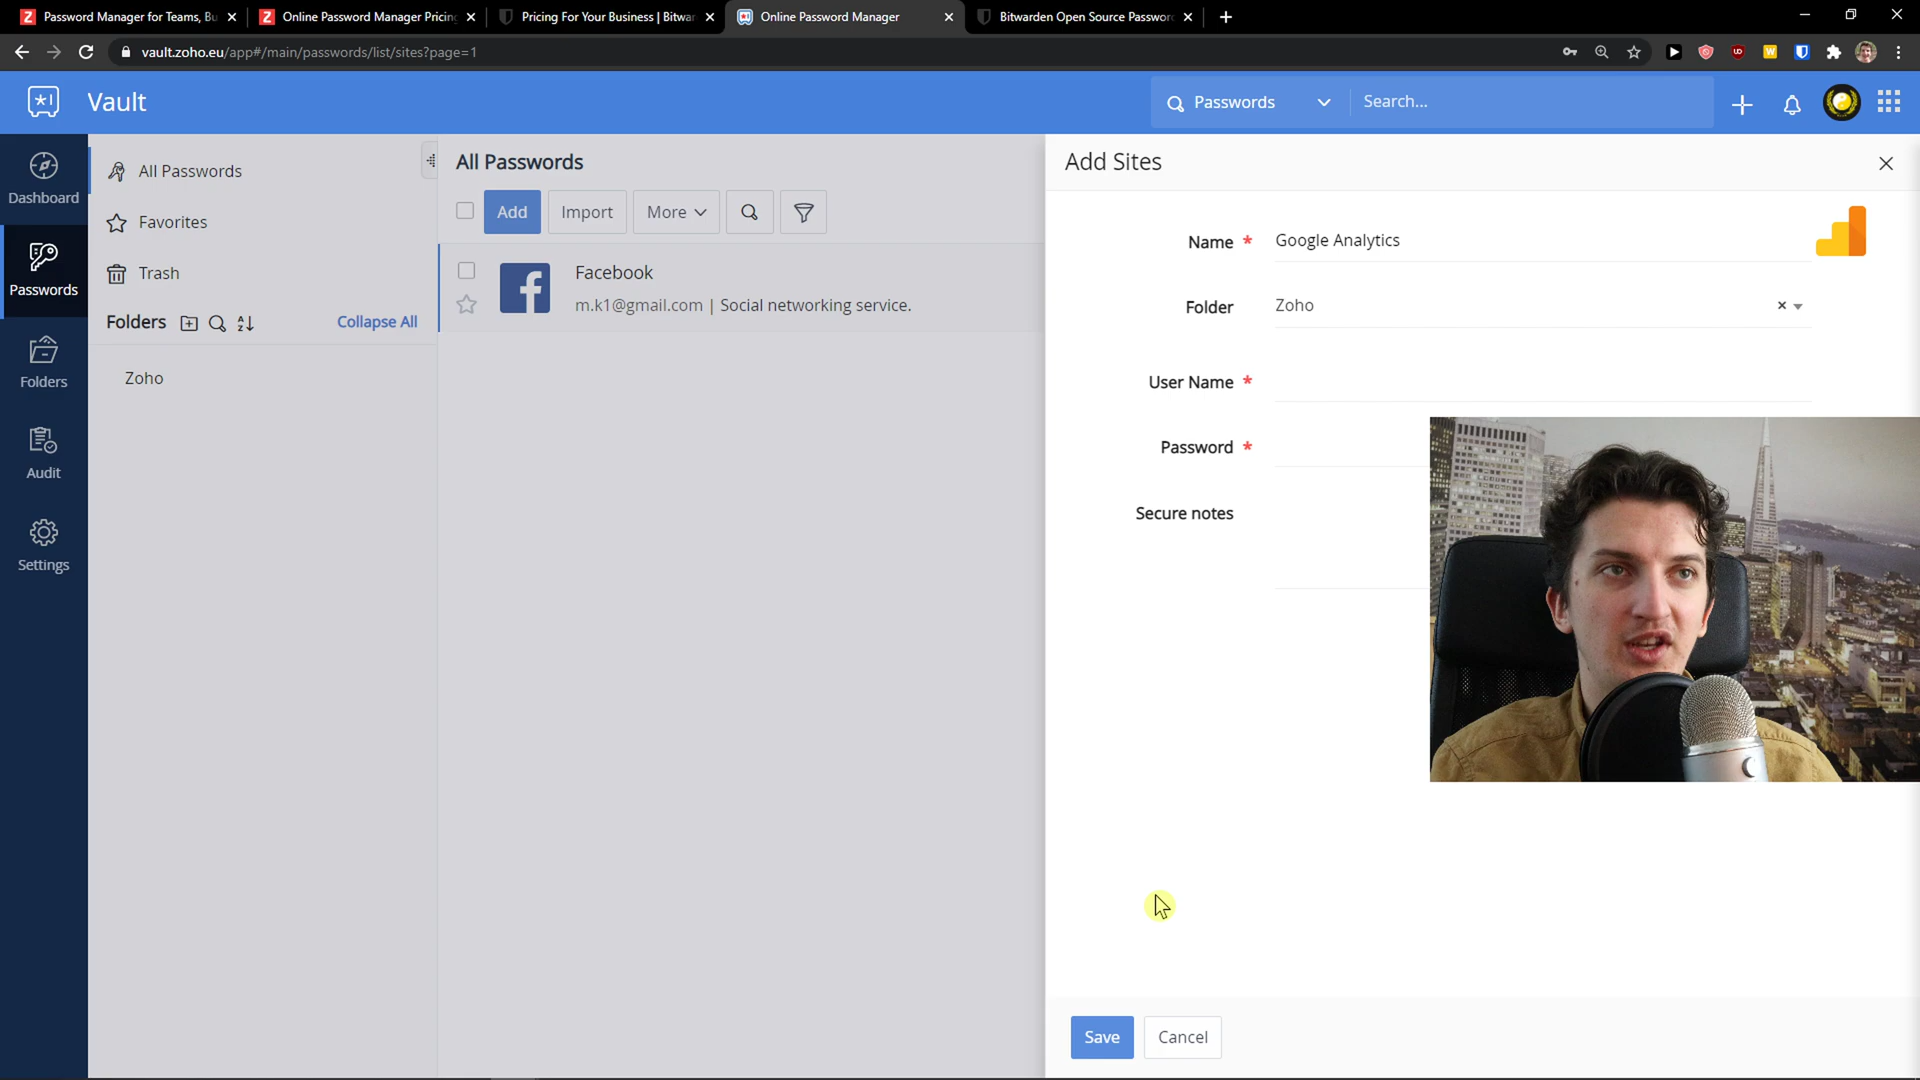 Password Manager for Teams, Bu
Online Password Manager Pricing
Pricing For Your Business | Bitwar
Online Password Manager
Bitwarden Open Source Password
vault.zoho.eu/app#/main/passwords/list/sites?page=1
Vault
Passwords
Search...
Dashboard
Passwords
Folders
Audit
Settings
All Passwords
Favorites
Trash
Folders
Collapse All
Zoho
All Passwords
Add
Import
More
Facebook
m.k1@gmail.com | Social networking service.
Add Sites
Name *
Google Analytics
Folder
Zoho
User Name *
Password *
Secure notes
Save
Cancel